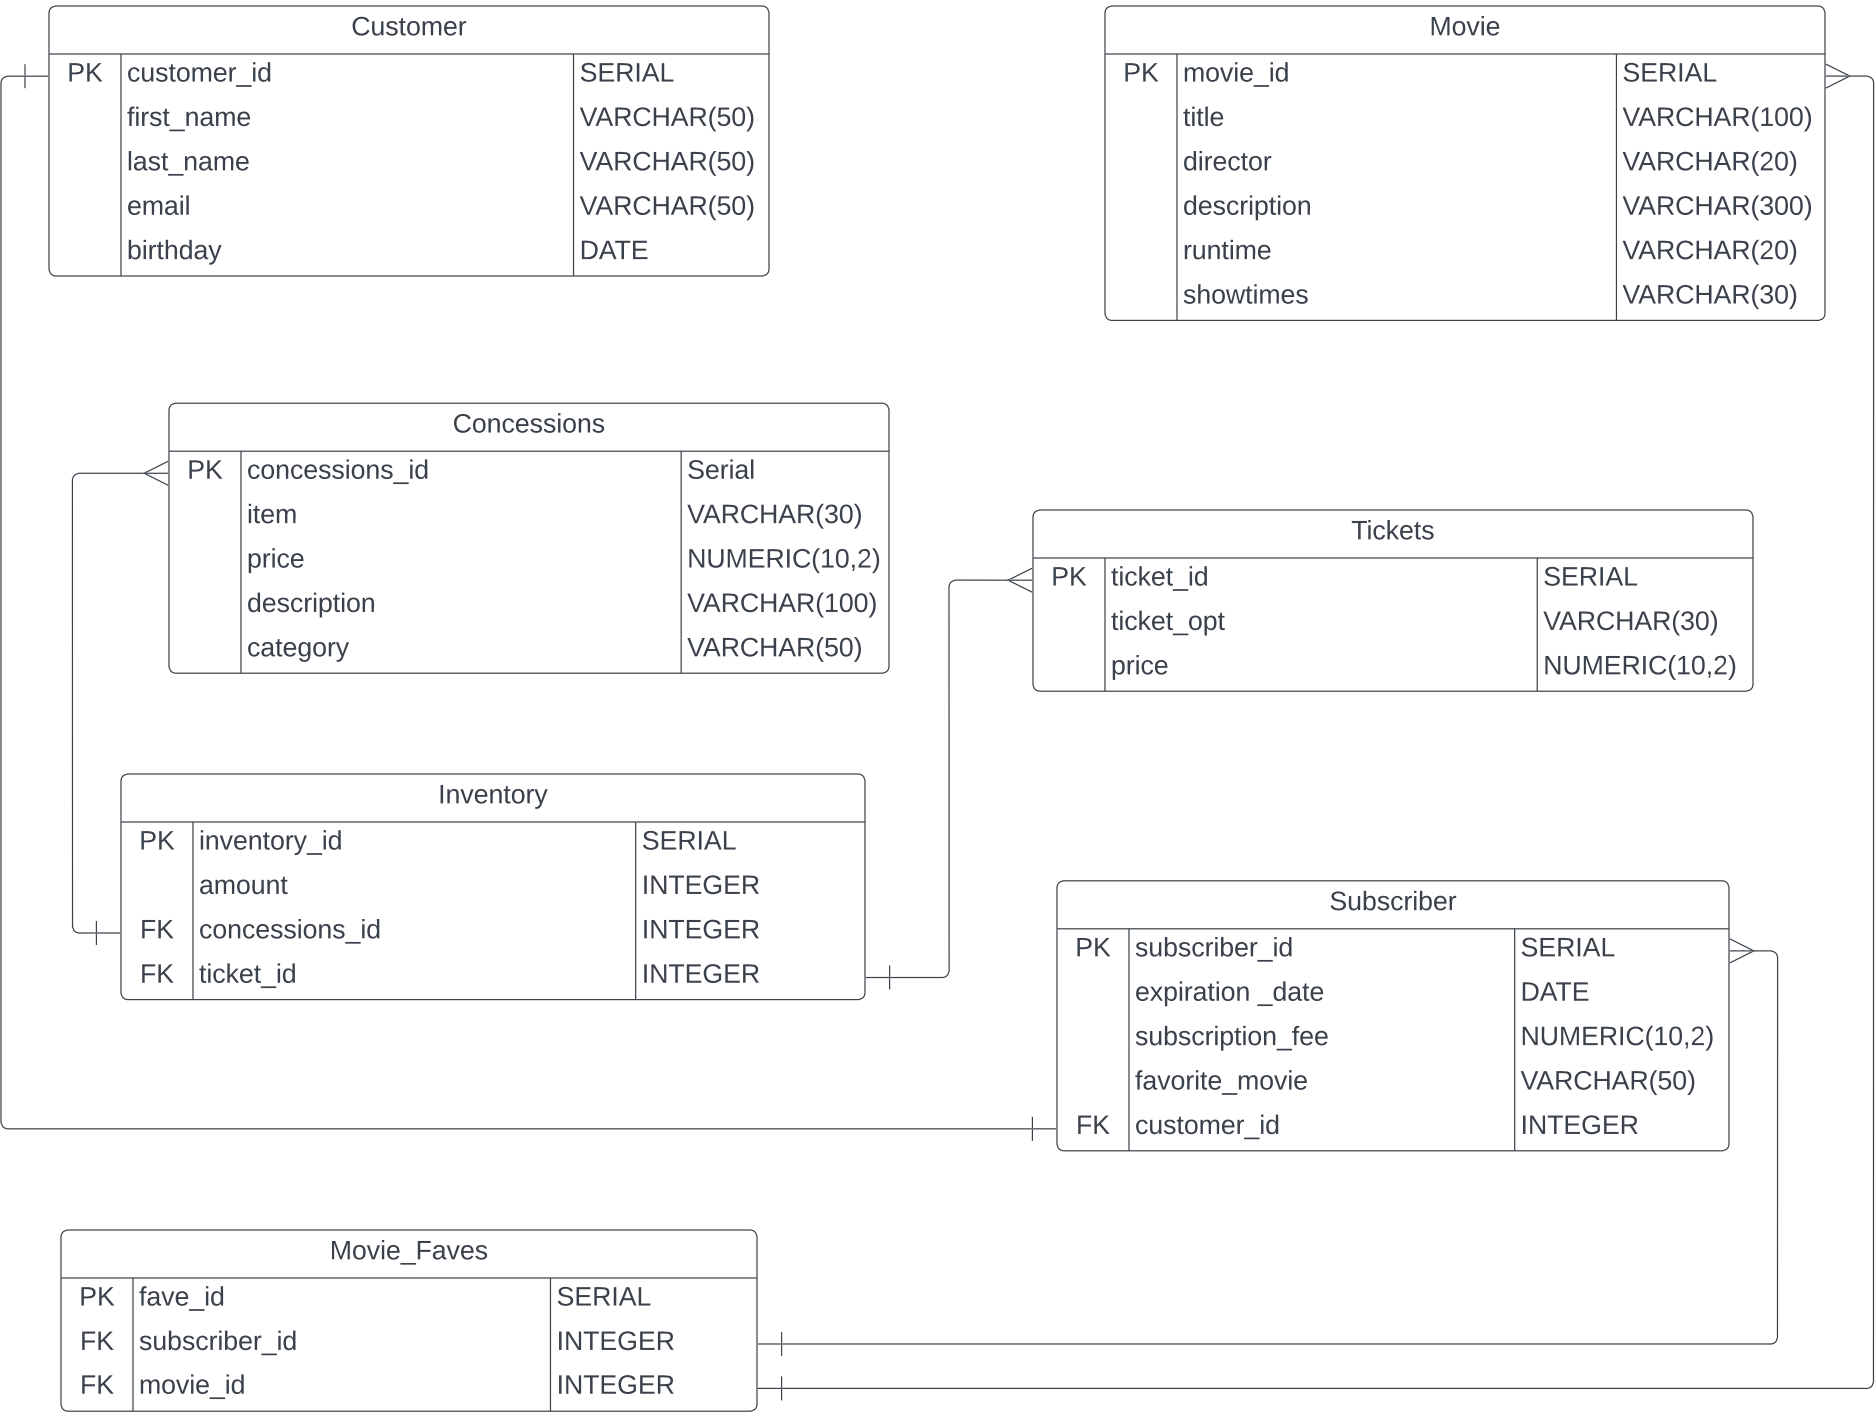 Customer
PK customer_id SERIAL
first_name VARCHAR(50)
last_name VARCHAR(50)
email VARCHAR(50)
birthday DATE
Movie
PK movie_id SERIAL
title VARCHAR(100)
director VARCHAR(20)
description VARCHAR(300)
runtime VARCHAR(20)
showtimes VARCHAR(30)
Concessions
PK concessions_id Serial
item VARCHAR(30)
price NUMERIC(10,2)
description VARCHAR(100)
category VARCHAR(50)
Tickets
PK ticket_id SERIAL
ticket_opt VARCHAR(30)
price NUMERIC(10,2)
Inventory
PK inventory_id SERIAL
amount INTEGER
FK concessions_id INTEGER
FK ticket_id INTEGER
Subscriber
PK subscriber_id SERIAL
expiration _date DATE
subscription_fee NUMERIC(10,2)
favorite_movie VARCHAR(50)
FK customer_id INTEGER
Movie_Faves
PK fave_id SERIAL
FK subscriber_id INTEGER
FK movie_id INTEGER